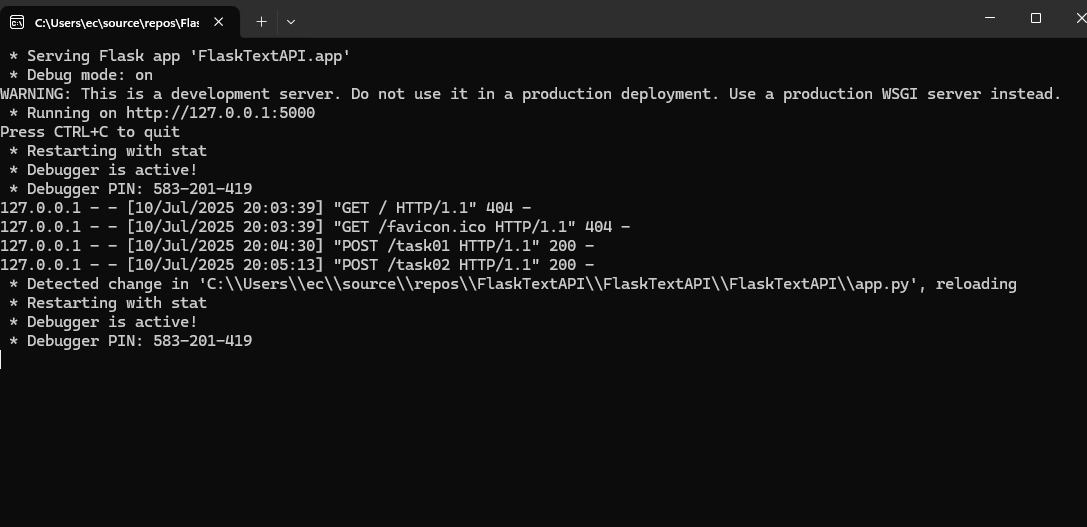 C:\Users\ec\source\repos\Flas
* Serving Flask app 'FlaskTextAPI.app'
* Debug mode: on
WARNING: This is a development server. Do not use it in a production deployment. Use a production WSGI server instead.
* Running on http://127.0.0.1:5000
Press CTRL+C to quit
* Restarting with stat
* Debugger is active!
* Debugger PIN: 583-201-419
127.0.0.1 - - [10/Jul/2025 20:03:39] "GET / HTTP/1.1" 404 -
127.0.0.1 - - [10/Jul/2025 20:03:39] "GET /favicon.ico HTTP/1.1" 404 -
127.0.0.1 - - [10/Jul/2025 20:04:30] "POST /task01 HTTP/1.1" 200 -
127.0.0.1 - - [10/Jul/2025 20:05:13] "POST /task02 HTTP/1.1" 200 -
* Detected change in 'C:\\Users\\ec\\source\\repos\\FlaskTextAPI\\FlaskTextAPI\\FlaskTextAPI\\app.py', reloading
* Restarting with stat
* Debugger is active!
* Debugger PIN: 583-201-419